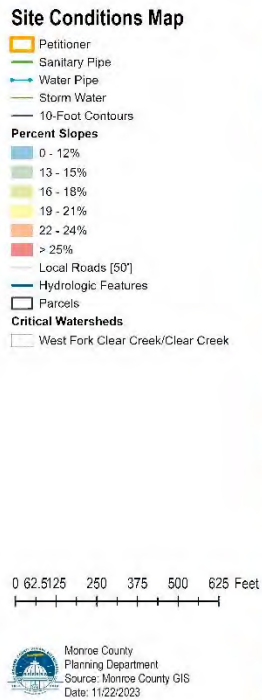 Site Conditions Map
Petitioner
Sanitary Pipe
Water Pipe
Storm Water
10-Foot Contours
Percent Slopes
0 - 12%
13 - 15%
16 - 18%
19 - 21%
22 - 24%
> 25%
Local Roads [50']
Hydrologic Features
Parcels
Critical Watersheds
West Fork Clear Creek/Clear Creek
0 62.5125 250 375 500 625 Feet
Monroe County
Planning Department
Source: Monroe County GIS
Date: 11/22/2023